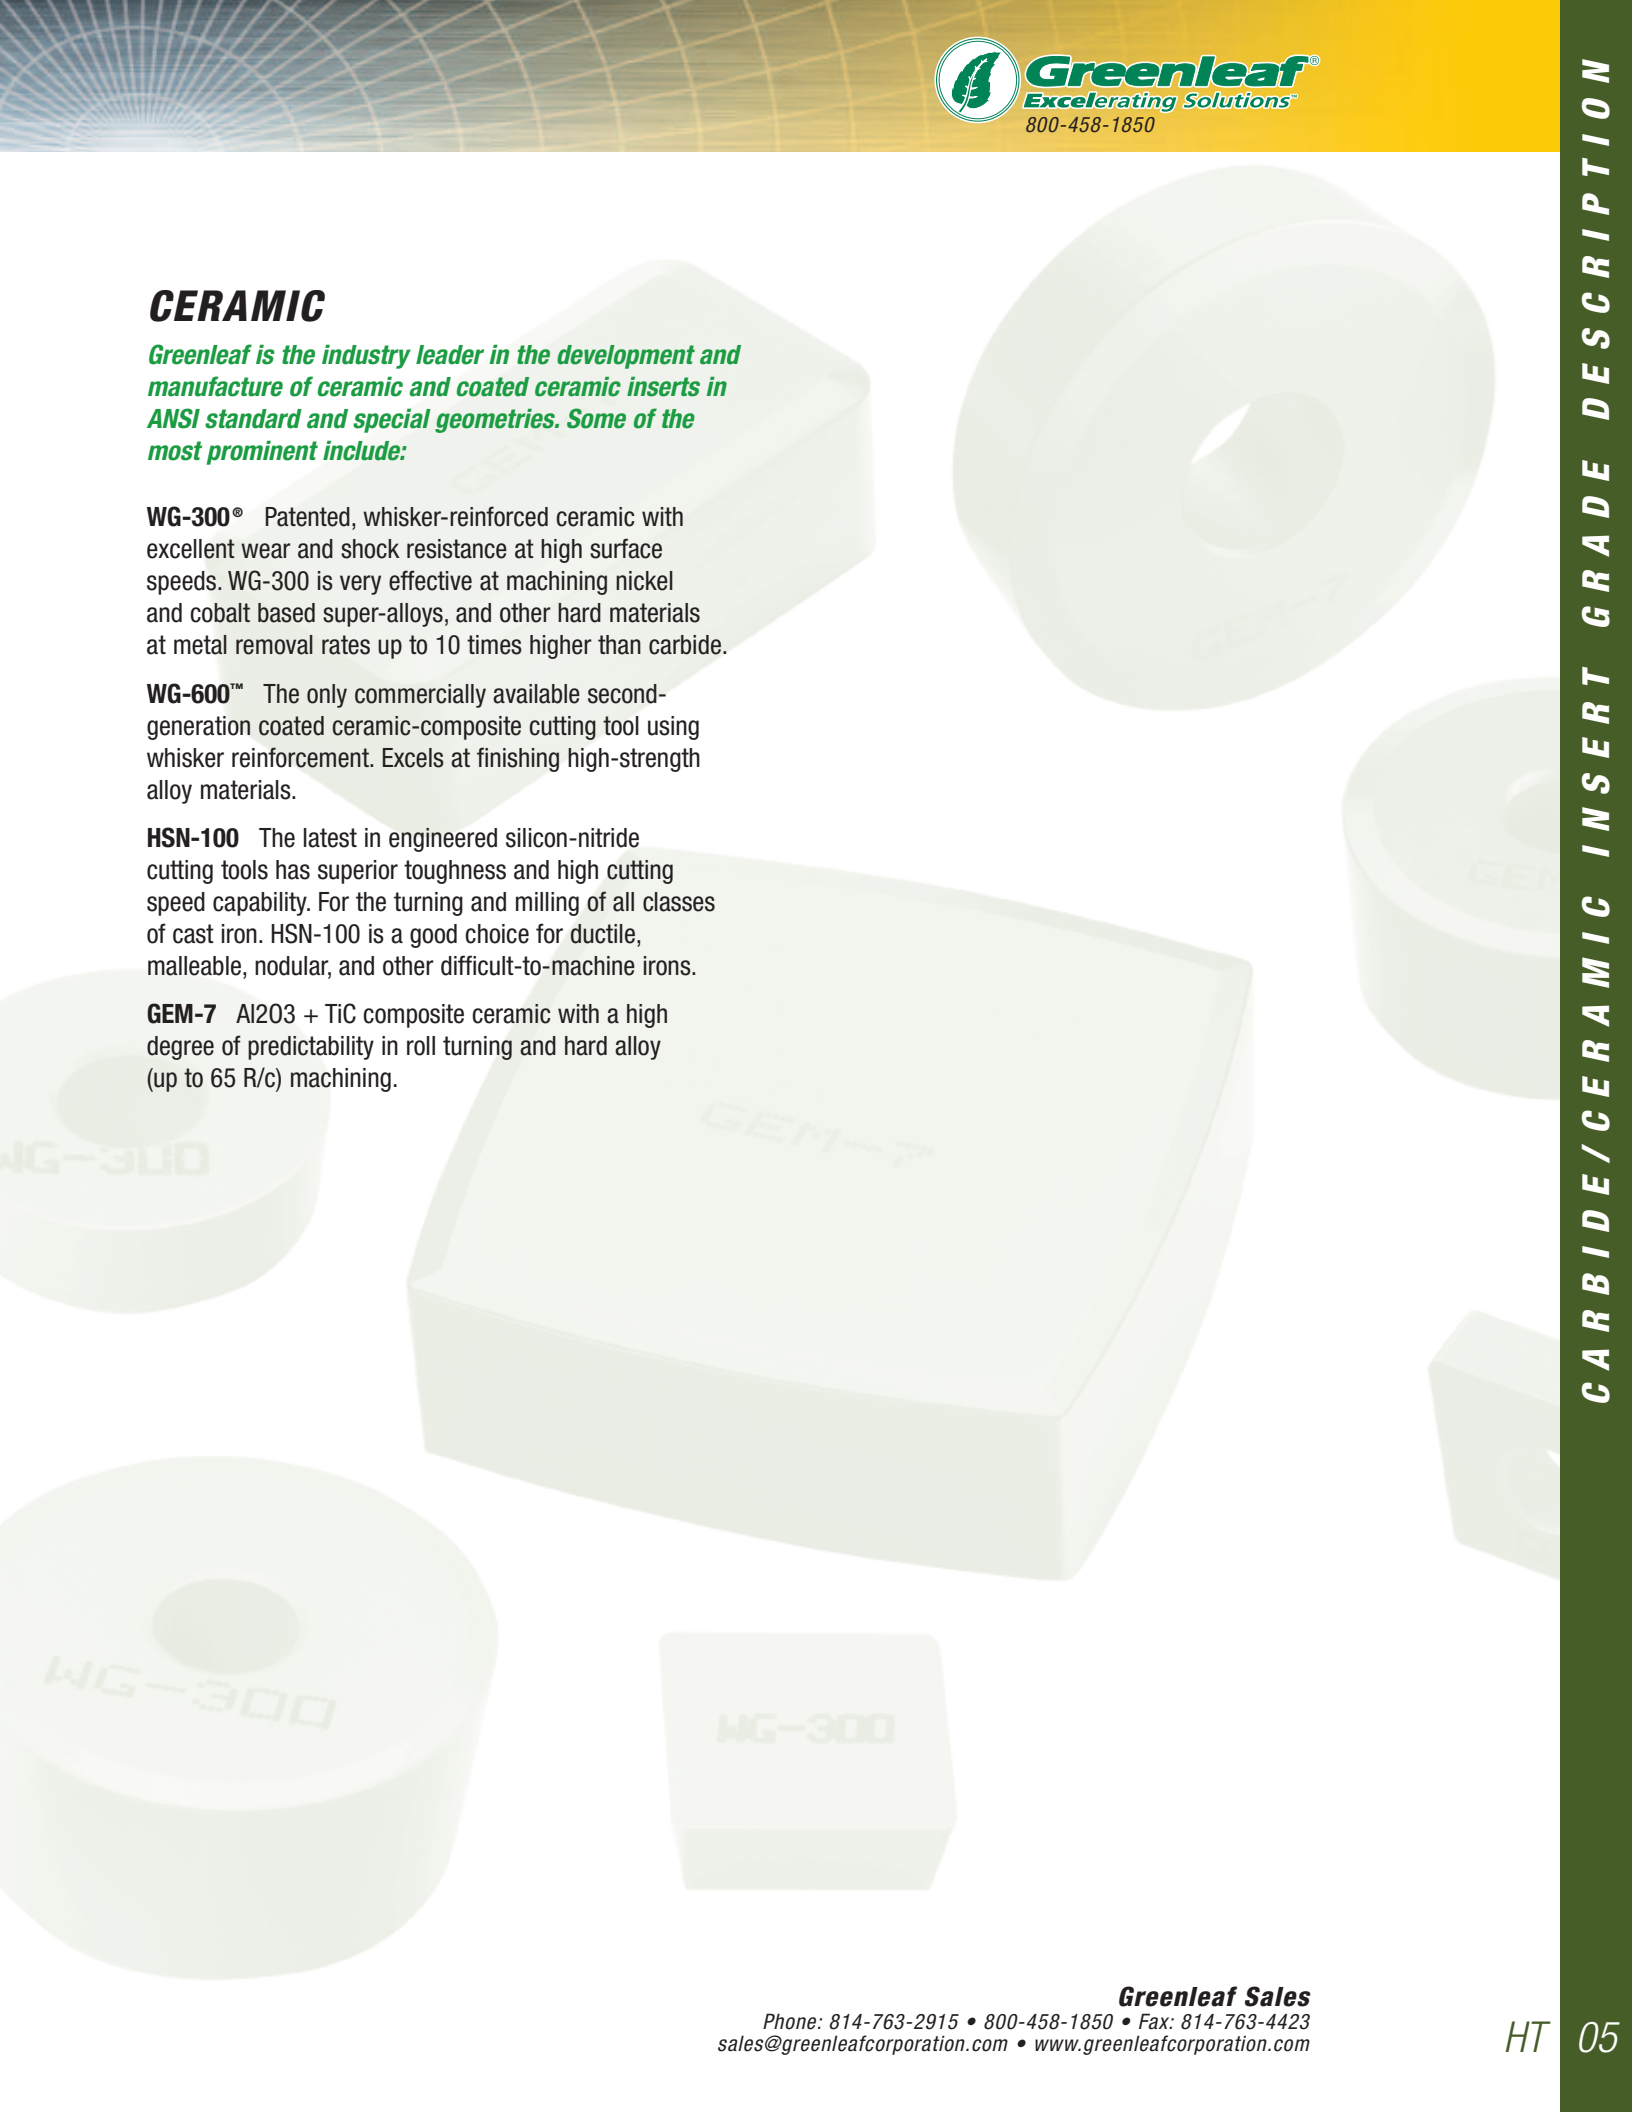 Greenleaf®
Excelerating Solutions™
800-458-1850
CARBIDE/CERAMIC INSERT GRADE DESCRIPTION
CERAMIC
Greenleaf is the industry leader in the development and
manufacture of ceramic and coated ceramic inserts in
ANSI standard and special geometries. Some of the
most prominent include:
WG-300® Patented, whisker-reinforced ceramic with
excellent wear and shock resistance at high surface
speeds. WG-300 is very effective at machining nickel
and cobalt based super-alloys, and other hard materials
at metal removal rates up to 10 times higher than carbide.
WG-600™ The only commercially available second-
generation coated ceramic-composite cutting tool using
whisker reinforcement. Excels at finishing high-strength
alloy materials.
HSN-100 The latest in engineered silicon-nitride
cutting tools has superior toughness and high cutting
speed capability. For the turning and milling of all classes
of cast iron. HSN-100 is a good choice for ductile,
malleable, nodular, and other difficult-to-machine irons.
GEM-7 Al2O3 + TiC composite ceramic with a high
degree of predictability in roll turning and hard alloy
(up to 65 R/c) machining.
GEM-7
GEM
GEM-7
WG-300
WG-300
WG-300
Greenleaf Sales
Phone: 814-763-2915 • 800-458-1850 • Fax: 814-763-4423
sales@greenleafcorporation.com • www.greenleafcorporation.com
HT 05